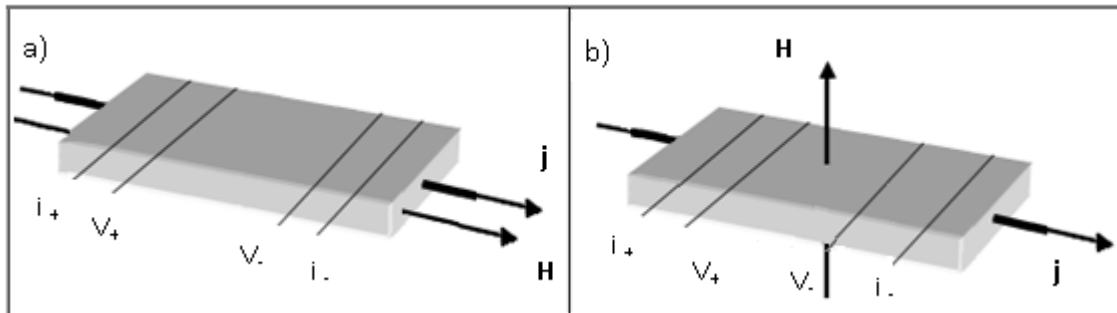 a)
j
i+
V+
V-
i-
H
b)
H
i+
V+
V-
i-
j